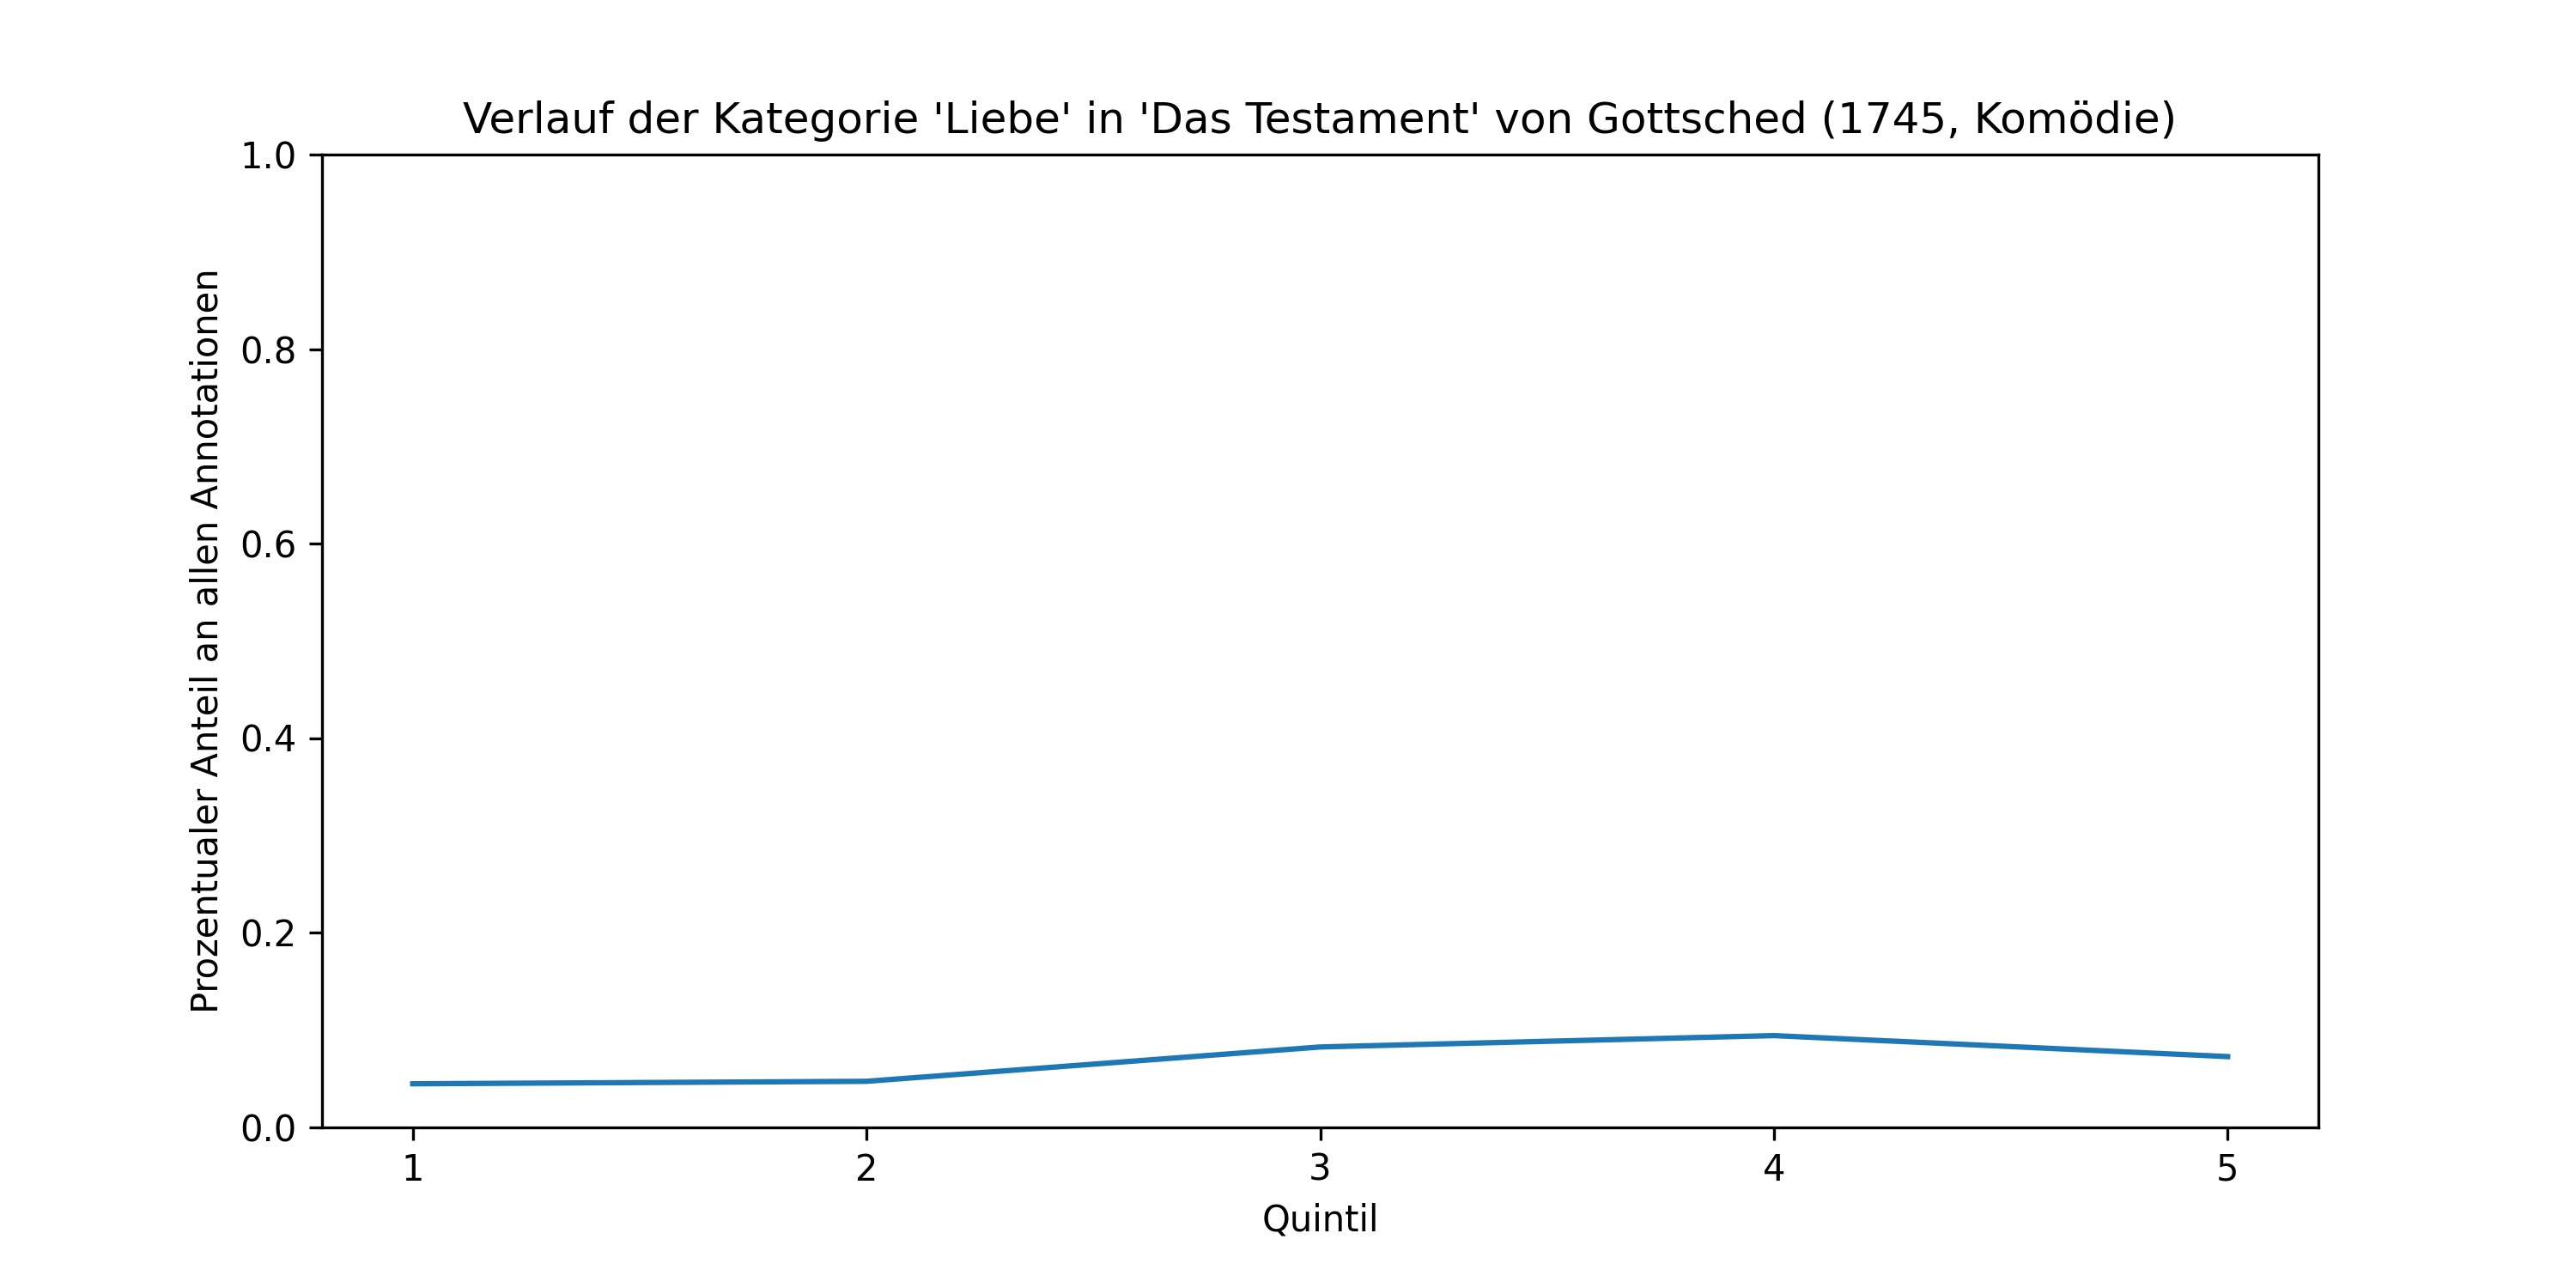 Verlauf der Kategorie 'Liebe' in 'Das Testament' von Gottsched (1745, Komödie)
Prozentualer Anteil an allen Annotationen
1.0
0.8
0.6
0.4
0.2
0.0
1 2 3 4 5
Quintil